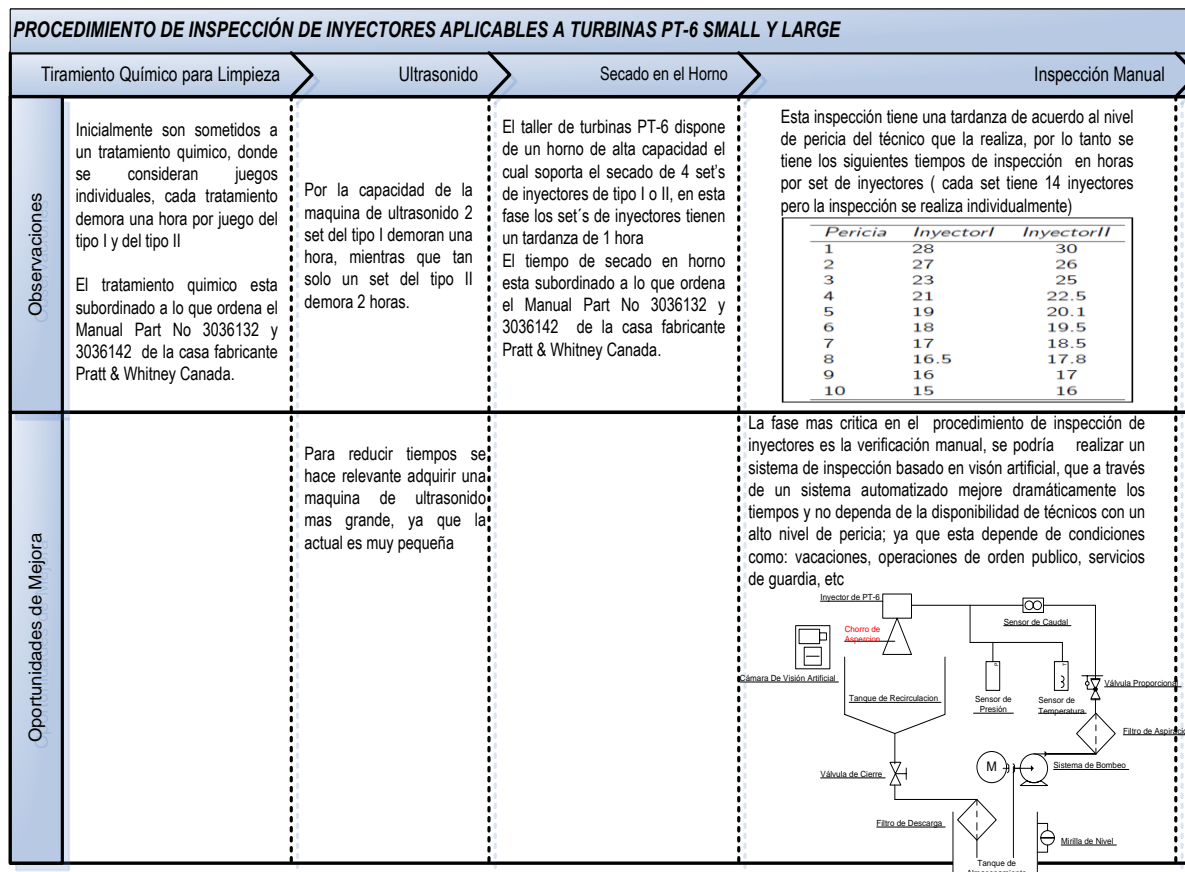 PROCEDIMIENTO DE INSPECCIÓN DE INYECTORES APLICABLES A TURBINAS PT-6 SMALL Y LARGE
Tiramiento Químico para Limpieza
Ultrasonido
Secado en el Horno
Inspección Manual
Observaciones
Inicialmente son sometidos a
un tratamiento quimico, donde
se consideran juegos
individuales, cada tratamiento
demora una hora por juego del
tipo I y del tipo II
El tratamiento quimico esta
subordinado a lo que ordena el
Manual Part No 3036132 y
3036142 de la casa fabricante
Pratt & Whitney Canada.
Por la capacidad de la
maquina de ultrasonido 2
set del tipo I demoran una
hora, mientras que tan
solo un set del tipo II
demora 2 horas.
El taller de turbinas PT-6 dispone
de un horno de alta capacidad el
cual soporta el secado de 4 set's
de inyectores de tipo I o II, en esta
fase los set´s de inyectores tienen
un tardanza de 1 hora
El tiempo de secado en horno
esta subordinado a lo que ordena
el Manual Part No 3036132 y
3036142 de la casa fabricante
Pratt & Whitney Canada.
Esta inspección tiene una tardanza de acuerdo al nivel
de pericia del técnico que la realiza, por lo tanto se
tiene los siguientes tiempos de inspección en horas
por set de inyectores ( cada set tiene 14 inyectores
pero la inspección se realiza individualmente)
Pericia InyectorI InyectorII
1 28 30
2 27 26
3 23 25
4 21 22.5
5 19 20.1
6 18 19.5
7 17 18.5
8 16.5 17.8
9 16 17
10 15 16
Oportunidades de Mejora
Para reducir tiempos se
hace relevante adquirir una
maquina de ultrasonido
mas grande, ya que la
actual es muy pequeña
La fase mas critica en el procedimiento de inspección de
inyectores es la verificación manual, se podría realizar un
sistema de inspección basado en visón artificial, que a través
de un sistema automatizado mejore dramáticamente los
tiempos y no dependa de la disponibilidad de técnicos con un
alto nivel de pericia; ya que esta depende de condiciones
como: vacaciones, operaciones de orden publico, servicios
de guardia, etc
Inyector de PT-6
Chorro de
Aspercion
Sensor de Caudal
Cámara De Visión Artificial
Tanque de Recirculacion
P
Sensor de
Presión
T
Sensor de
Temperatura
Válvula Proporcional
Filtro de Aspiracio
M
Sistema de Bombeo
Válvula de Cierre
Filtro de Descarga
Mirilla de Nivel
Tanque de